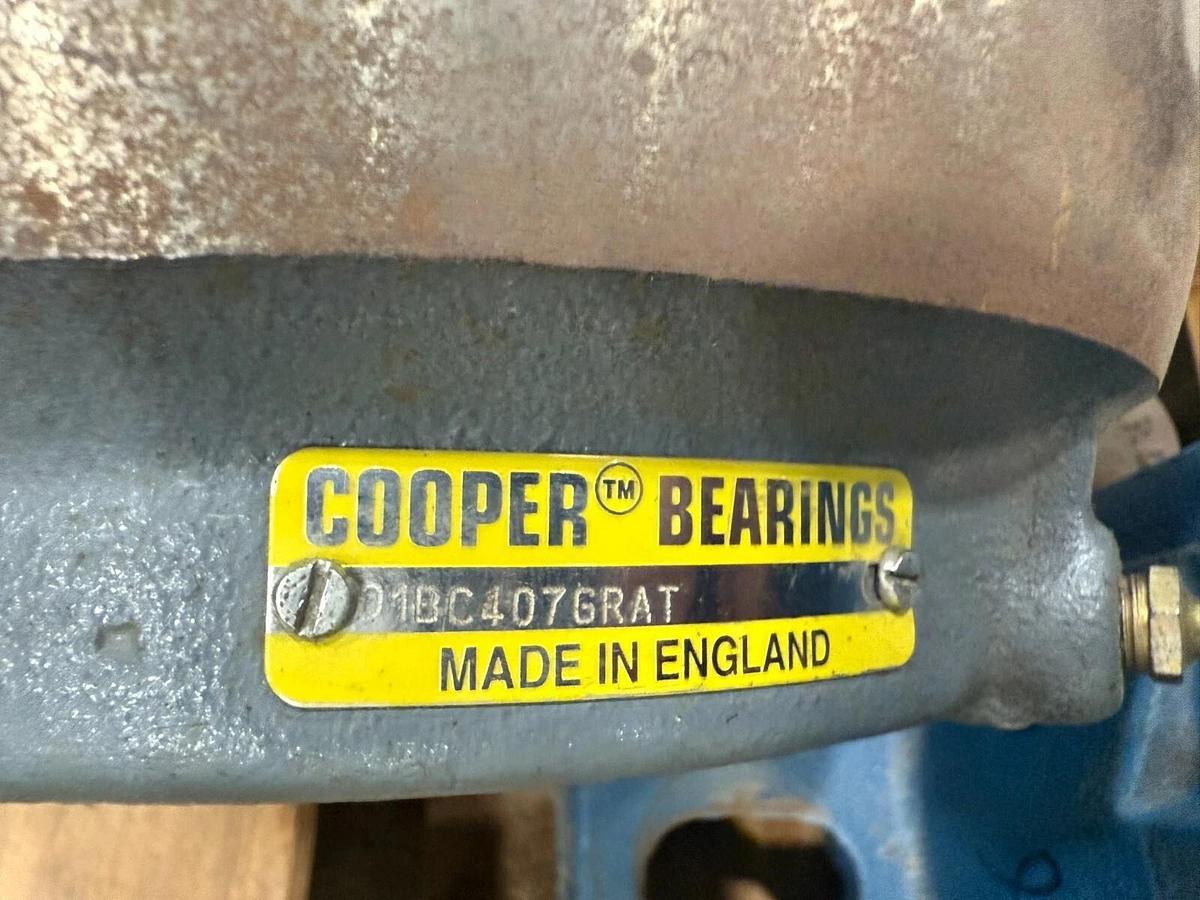 COOPER™ BEARINGS
01BC407GRAT
MADE IN ENGLAND